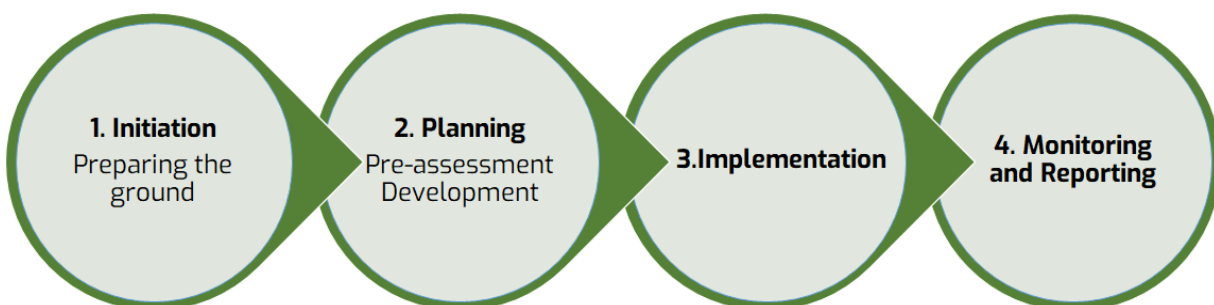 1. Initiation
Preparing the
ground
2. Planning
Pre-assessment
Development
3.Implementation
4. Monitoring
and Reporting